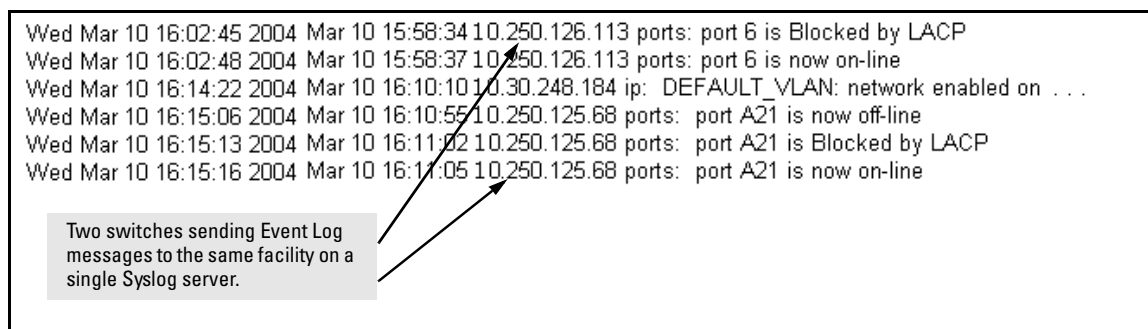 Wed Mar 10 16:02:45 2004 Mar 10 15:58:34 10.250.126.113 ports: port 6 is Blocked by LACP
Wed Mar 10 16:02:48 2004 Mar 10 15:58:37 10.250.126.113 ports: port 6 is now on-line
Wed Mar 10 16:14:22 2004 Mar 10 16:10:10 10.30.248.184 ip: DEFAULT_VLAN: network enabled on . . .
Wed Mar 10 16:15:06 2004 Mar 10 16:10:55 10.250.125.68 ports: port A21 is now off-line
Wed Mar 10 16:15:13 2004 Mar 10 16:11:02 10.250.125.68 ports: port A21 is Blocked by LACP
Wed Mar 10 16:15:16 2004 Mar 10 16:11:05 10.250.125.68 ports: port A21 is now on-line
Two switches sending Event Log
messages to the same facility on a
single Syslog server.